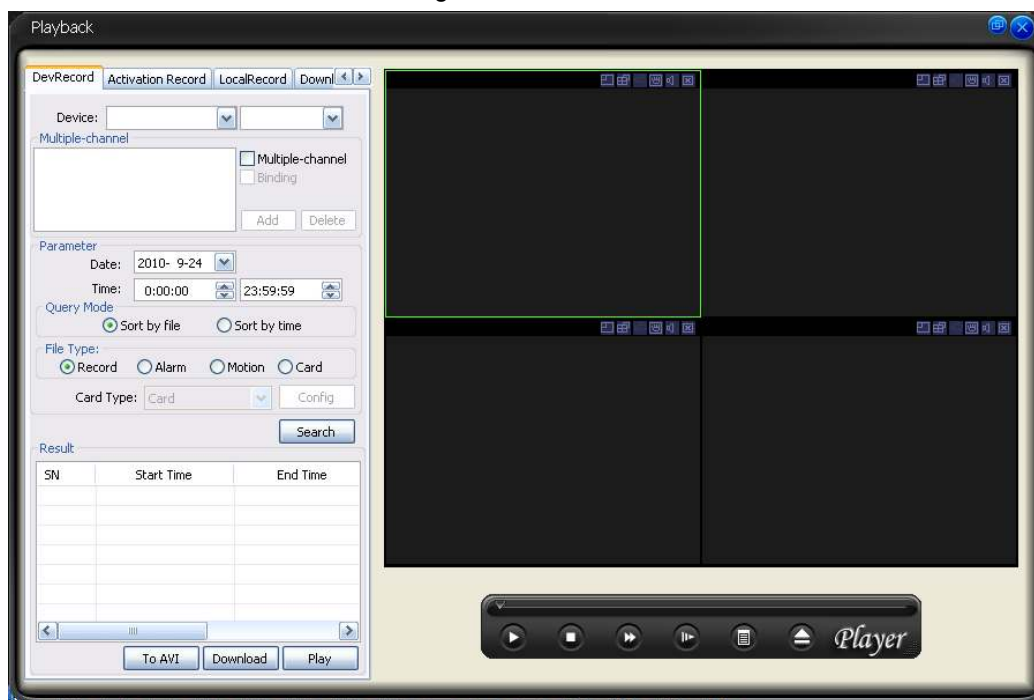 Playback
DevRecord Activation Record LocalRecord Downl
Device:
Multiple-channel
Multiple-channel
Binding
Add Delete
Parameter
Date: 2010- 9-24
Time: 0:00:00 23:59:59
Query Mode
Sort by file Sort by time
File Type:
Record Alarm Motion Card
Card Type: Card Config
Search
Result
SN Start Time End Time
To AVI Download Play
Player